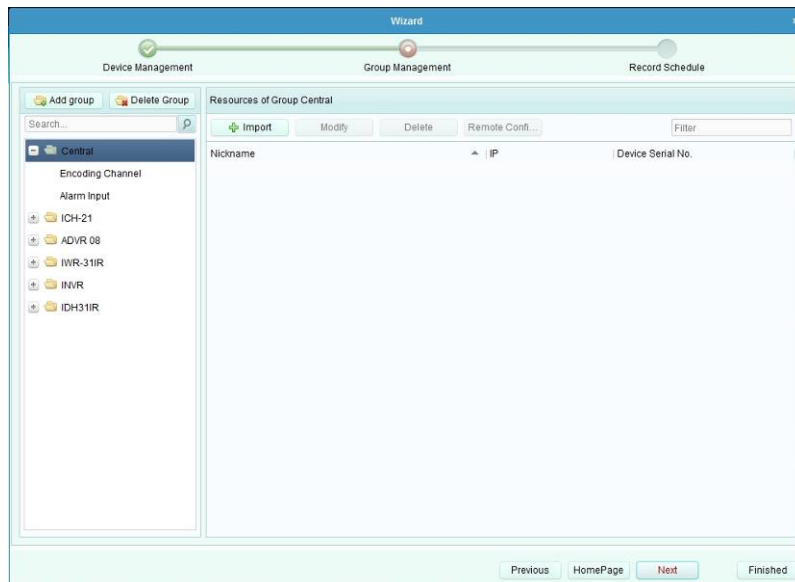 Wizard
Device Management Group Management Record Schedule
Add group Delete Group
Search...
Central
Encoding Channel
Alarm Input
ICH-21
ADVR 08
IWR-31IR
INVR
IDH31IR
Resources of Group Central
Import Modify Delete Remote Confi... Filter
Nickname IP Device Serial No.
Previous HomePage Next Finished